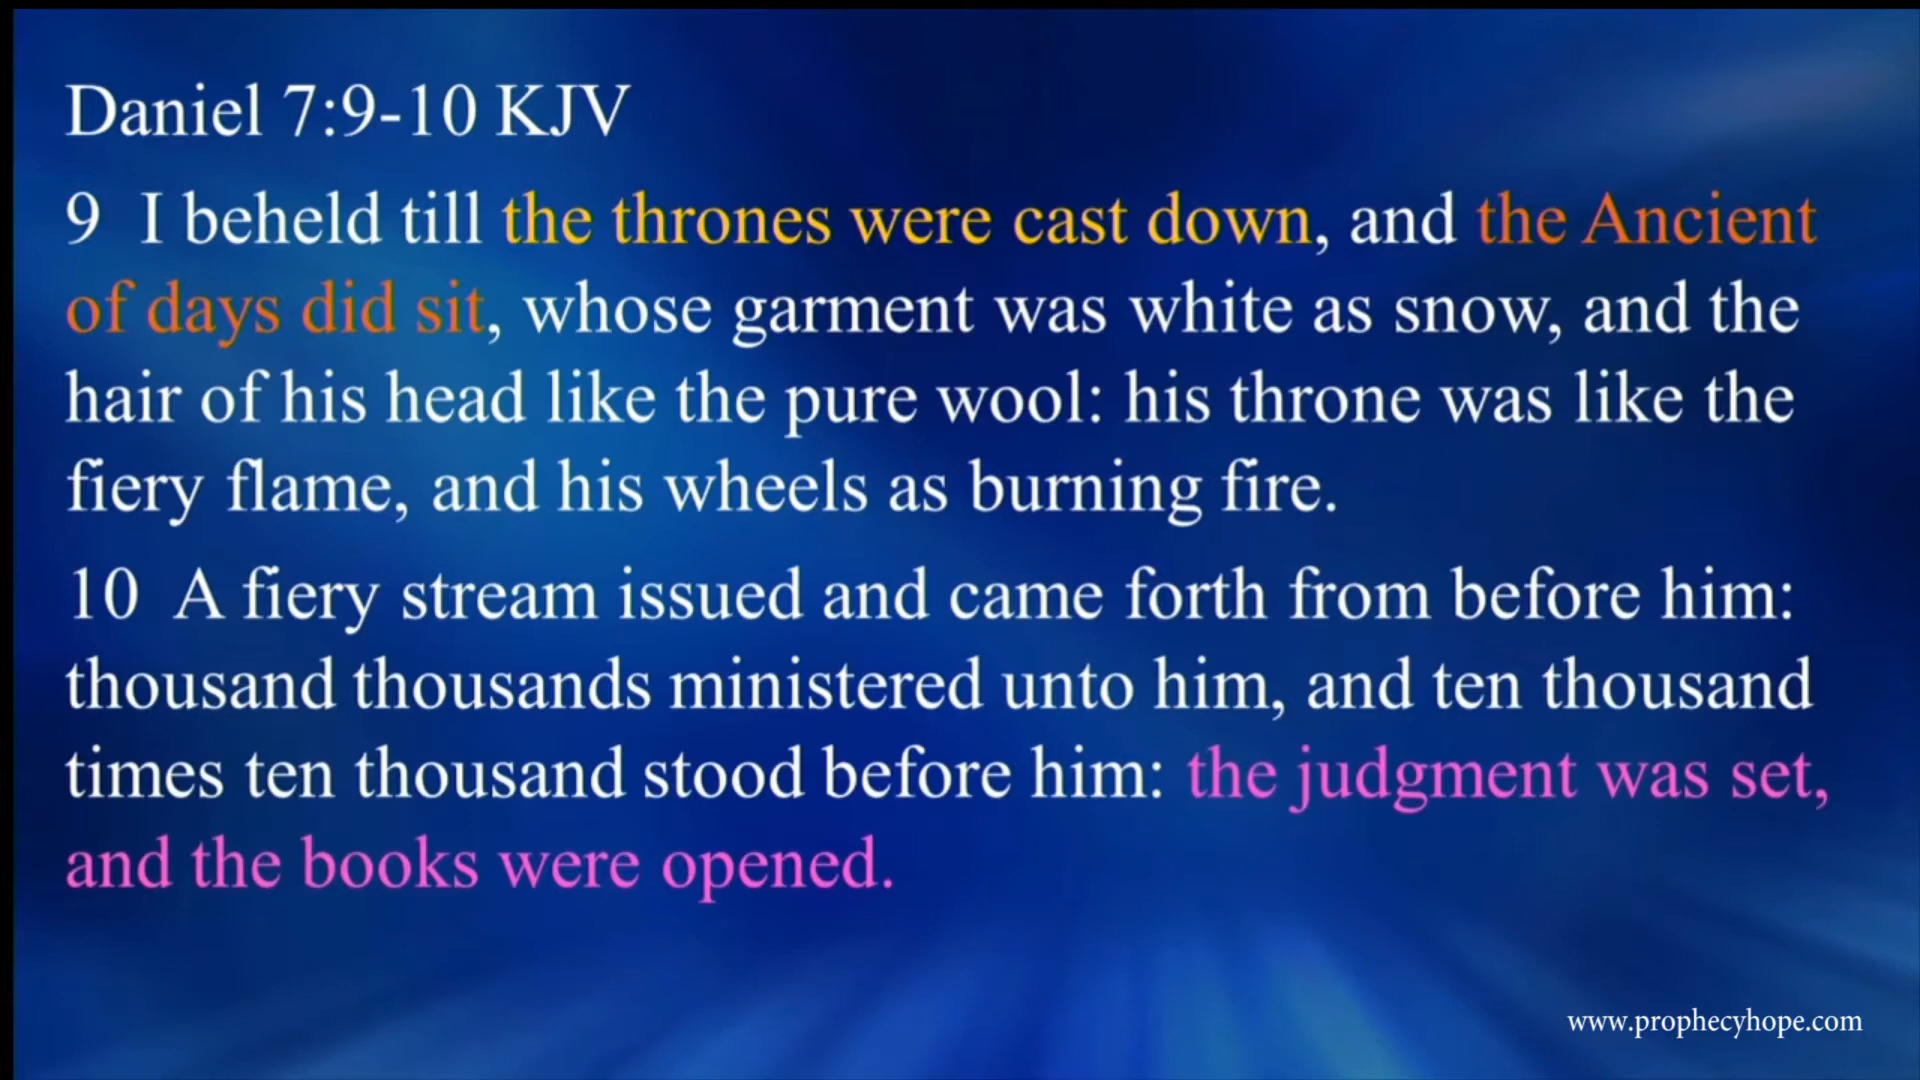 Daniel 7:9-10 KJV
9 I beheld till the thrones were cast down, and the Ancient
of days did sit, whose garment was white as snow, and the
hair of his head like the pure wool: his throne was like the
fiery flame, and his wheels as burning fire.
10 A fiery stream issued and came forth from before him:
thousand thousands ministered unto him, and ten thousand
times ten thousand stood before him: the judgment was set,
and the books were opened.
www.prophecyhope.com